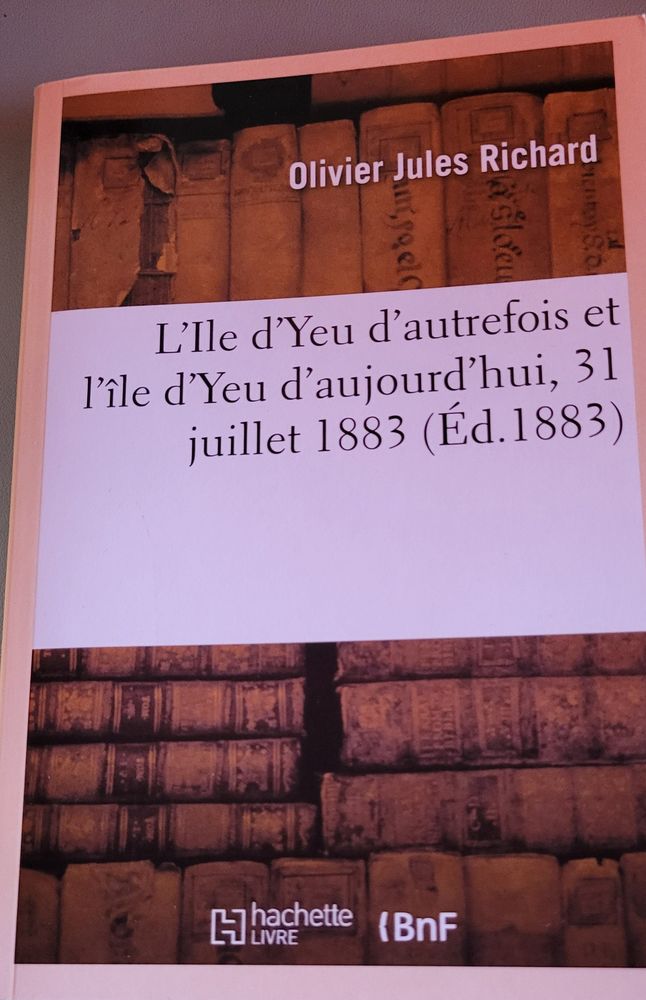 Olivier Jules Richard
L'Ile d'Yeu d'autrefois et
l'île d'Yeu d'aujourd'hui, 31
juillet 1883 (Éd.1883)
hachette
LIVRE
BnF